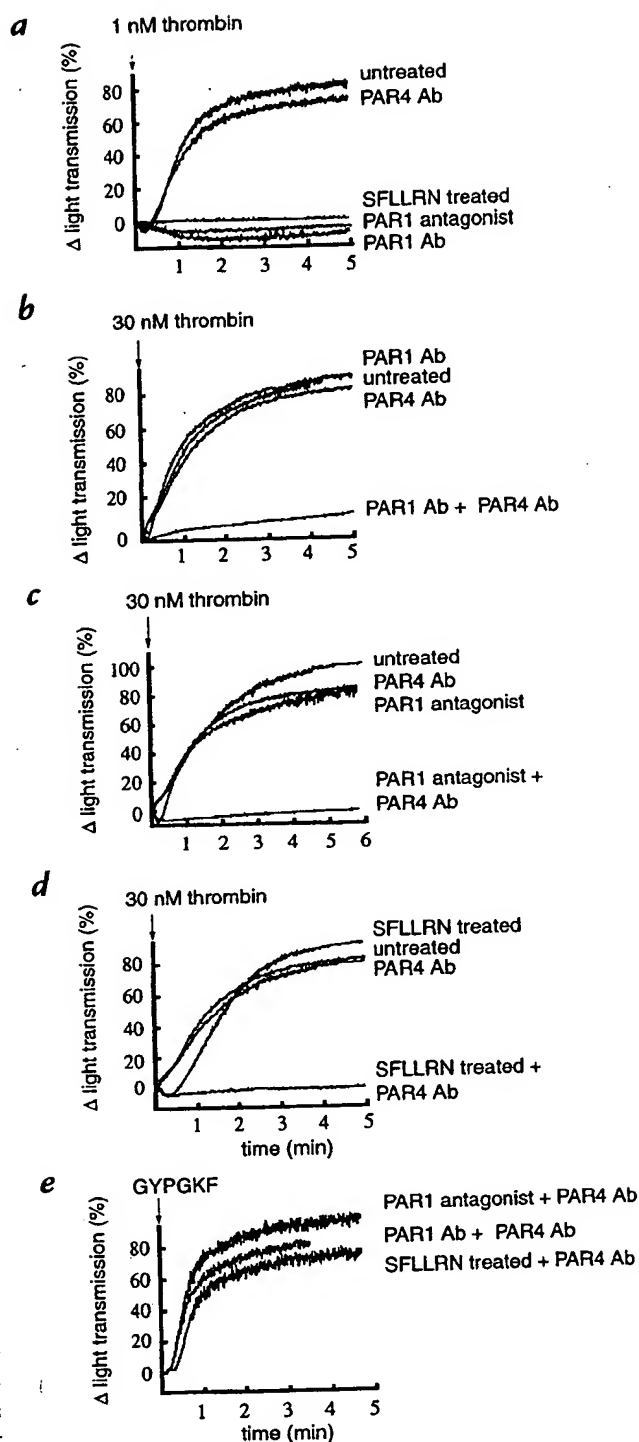 a
1 nM thrombin
Δ light transmission (%)
80
60
40
20
0
untreated
PAR4 Ab
SFLLRN treated
PAR1 antagonist
PAR1 Ab
1 2 3 4 5
b
30 nM thrombin
Δ light transmission (%)
80
60
40
20
0
PAR1 Ab
untreated
PAR4 Ab
PAR1 Ab + PAR4 Ab
1 2 3 4 5
c
30 nM thrombin
Δ light transmission (%)
100
80
60
40
20
0
untreated
PAR4 Ab
PAR1 antagonist
PAR1 antagonist +
PAR4 Ab
1 2 3 4 5 6
d
30 nM thrombin
Δ light transmission (%)
80
60
40
20
0
SFLLRN treated
untreated
PAR4 Ab
SFLLRN treated +
PAR4 Ab
1 2 3 4 5
time (min)
e
GYPGKF
Δ light transmission (%)
80
60
40
20
0
PAR1 antagonist + PAR4 Ab
PAR1 Ab + PAR4 Ab
SFLLRN treated + PAR4 Ab
1 2 3 4 5
time (min)